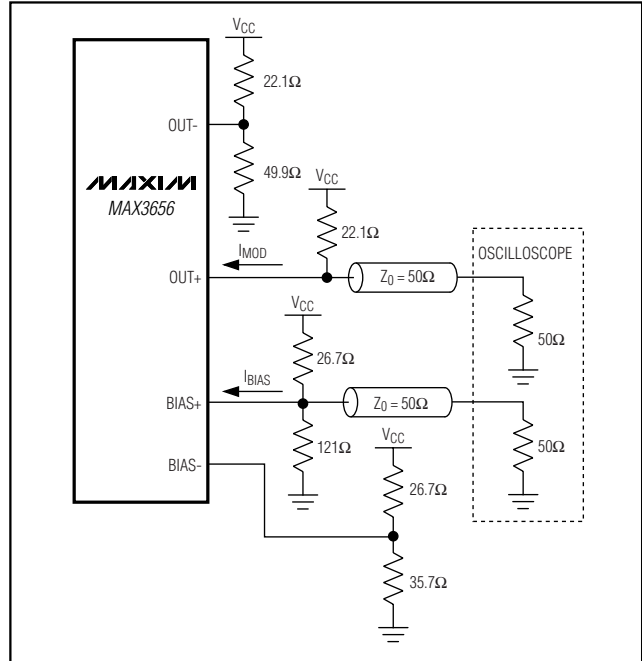 VCC
22.1Ω
OUT-
49.9Ω
MAXIM
MAX3656
VCC
22.1Ω
IMOD
OSCILLOSCOPE
OUT+
Z0 = 50Ω
50Ω
VCC
26.7Ω
IBIAS
BIAS+
Z0 = 50Ω
50Ω
121Ω
VCC
BIAS-
26.7Ω
35.7Ω